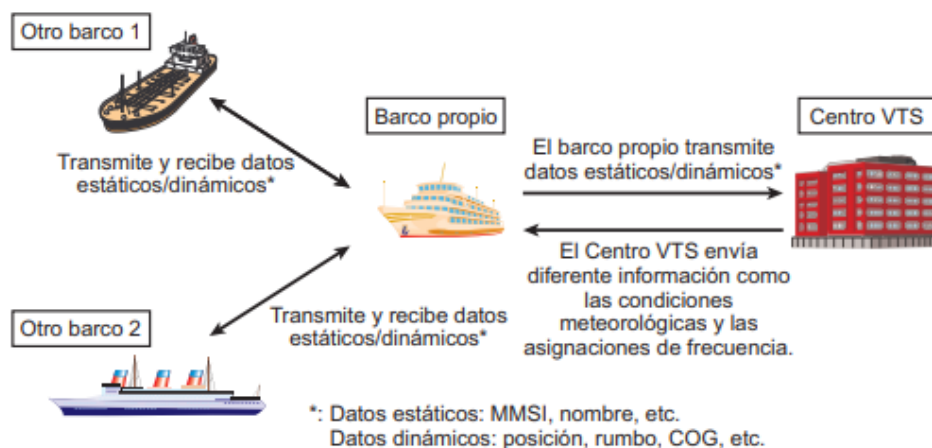 Otro barco 1
Barco propio
Centro VTS
Transmite y recibe datos
estáticos/dinámicos*
El barco propio transmite
datos estáticos/dinámicos*
El Centro VTS envía
diferente información como
las condiciones
meteorológicas y las
asignaciones de frecuencia.
Otro barco 2
Transmite y recibe datos
estáticos/dinámicos*
*: Datos estáticos: MMSI, nombre, etc.
Datos dinámicos: posición, rumbo, COG, etc.